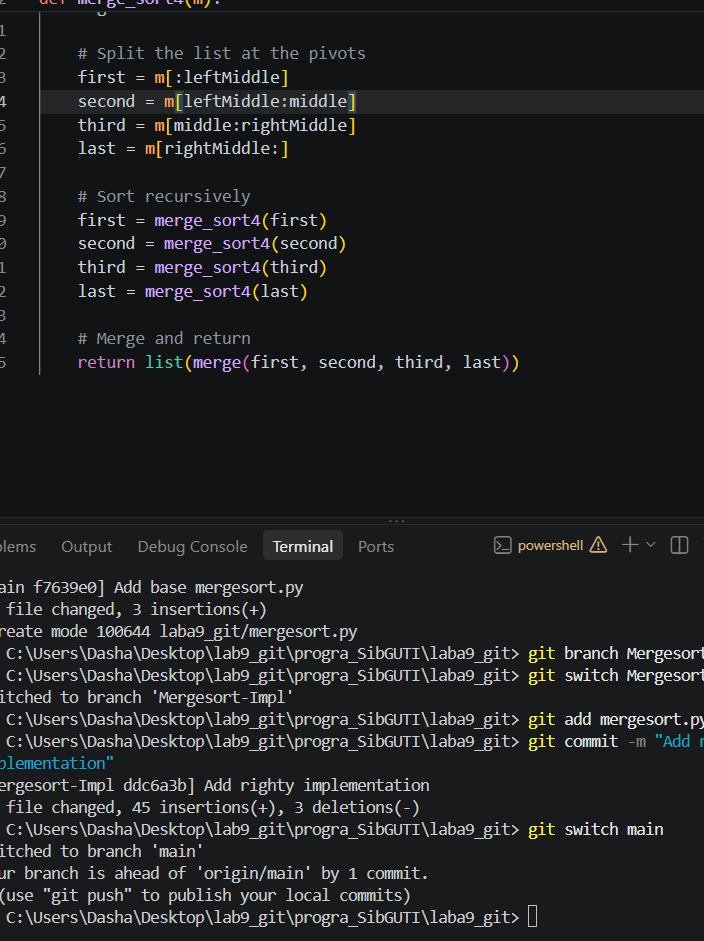 def merge_sort4(m):
# Split the list at the pivots
first = m[:leftMiddle]
second = m[leftMiddle:middle]
third = m[middle:rightMiddle]
last = m[rightMiddle:]
# Sort recursively
first = merge_sort4(first)
second = merge_sort4(second)
third = merge_sort4(third)
last = merge_sort4(last)
# Merge and return
return list(merge(first, second, third, last))
blems Output Debug Console Terminal Ports powershell
ain f7639e0] Add base mergesort.py
file changed, 3 insertions(+)
reate mode 100644 laba9_git/mergesort.py
C:\Users\Dasha\Desktop\lab9_git\progra_SibGUTI\laba9_git> git branch Mergesort
C:\Users\Dasha\Desktop\lab9_git\progra_SibGUTI\laba9_git> git switch Mergesort
itched to branch 'Mergesort-Impl'
C:\Users\Dasha\Desktop\lab9_git\progra_SibGUTI\laba9_git> git add mergesort.py
C:\Users\Dasha\Desktop\lab9_git\progra_SibGUTI\laba9_git> git commit -m "Add r
plementation"
ergesort-Impl ddc6a3b] Add righty implementation
file changed, 45 insertions(+), 3 deletions(-)
C:\Users\Dasha\Desktop\lab9_git\progra_SibGUTI\laba9_git> git switch main
itched to branch 'main'
ur branch is ahead of 'origin/main' by 1 commit.
(use "git push" to publish your local commits)
C:\Users\Dasha\Desktop\lab9_git\progra_SibGUTI\laba9_git>